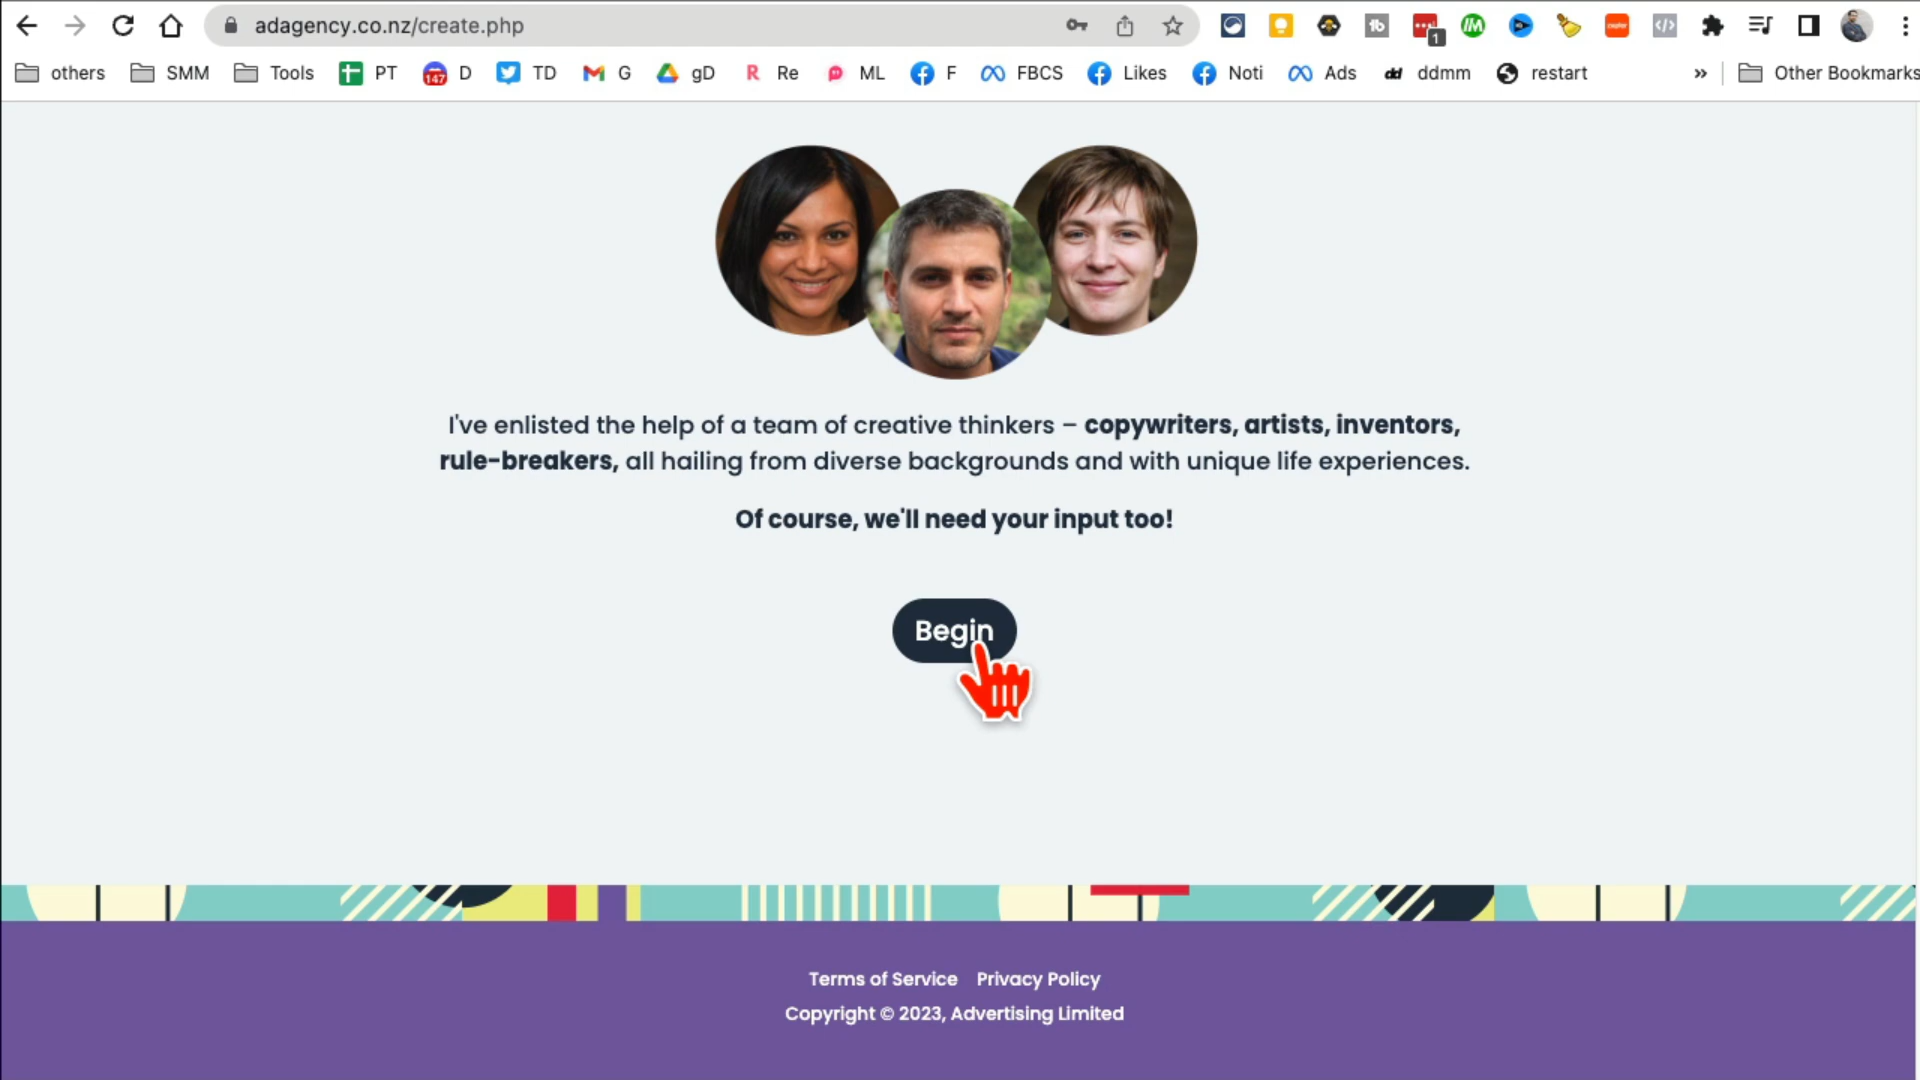 adagency.co.nz/create.php
1
others SMM Tools PT 147 D TD G gD R Re ML F FBCS Likes Noti Ads dd ddmm restart » Other Bookmarks
I've enlisted the help of a team of creative thinkers – copywriters, artists, inventors,
rule-breakers, all hailing from diverse backgrounds and with unique life experiences.
Of course, we'll need your input too!
Begin
Terms of Service Privacy Policy
Copyright © 2023, Advertising Limited